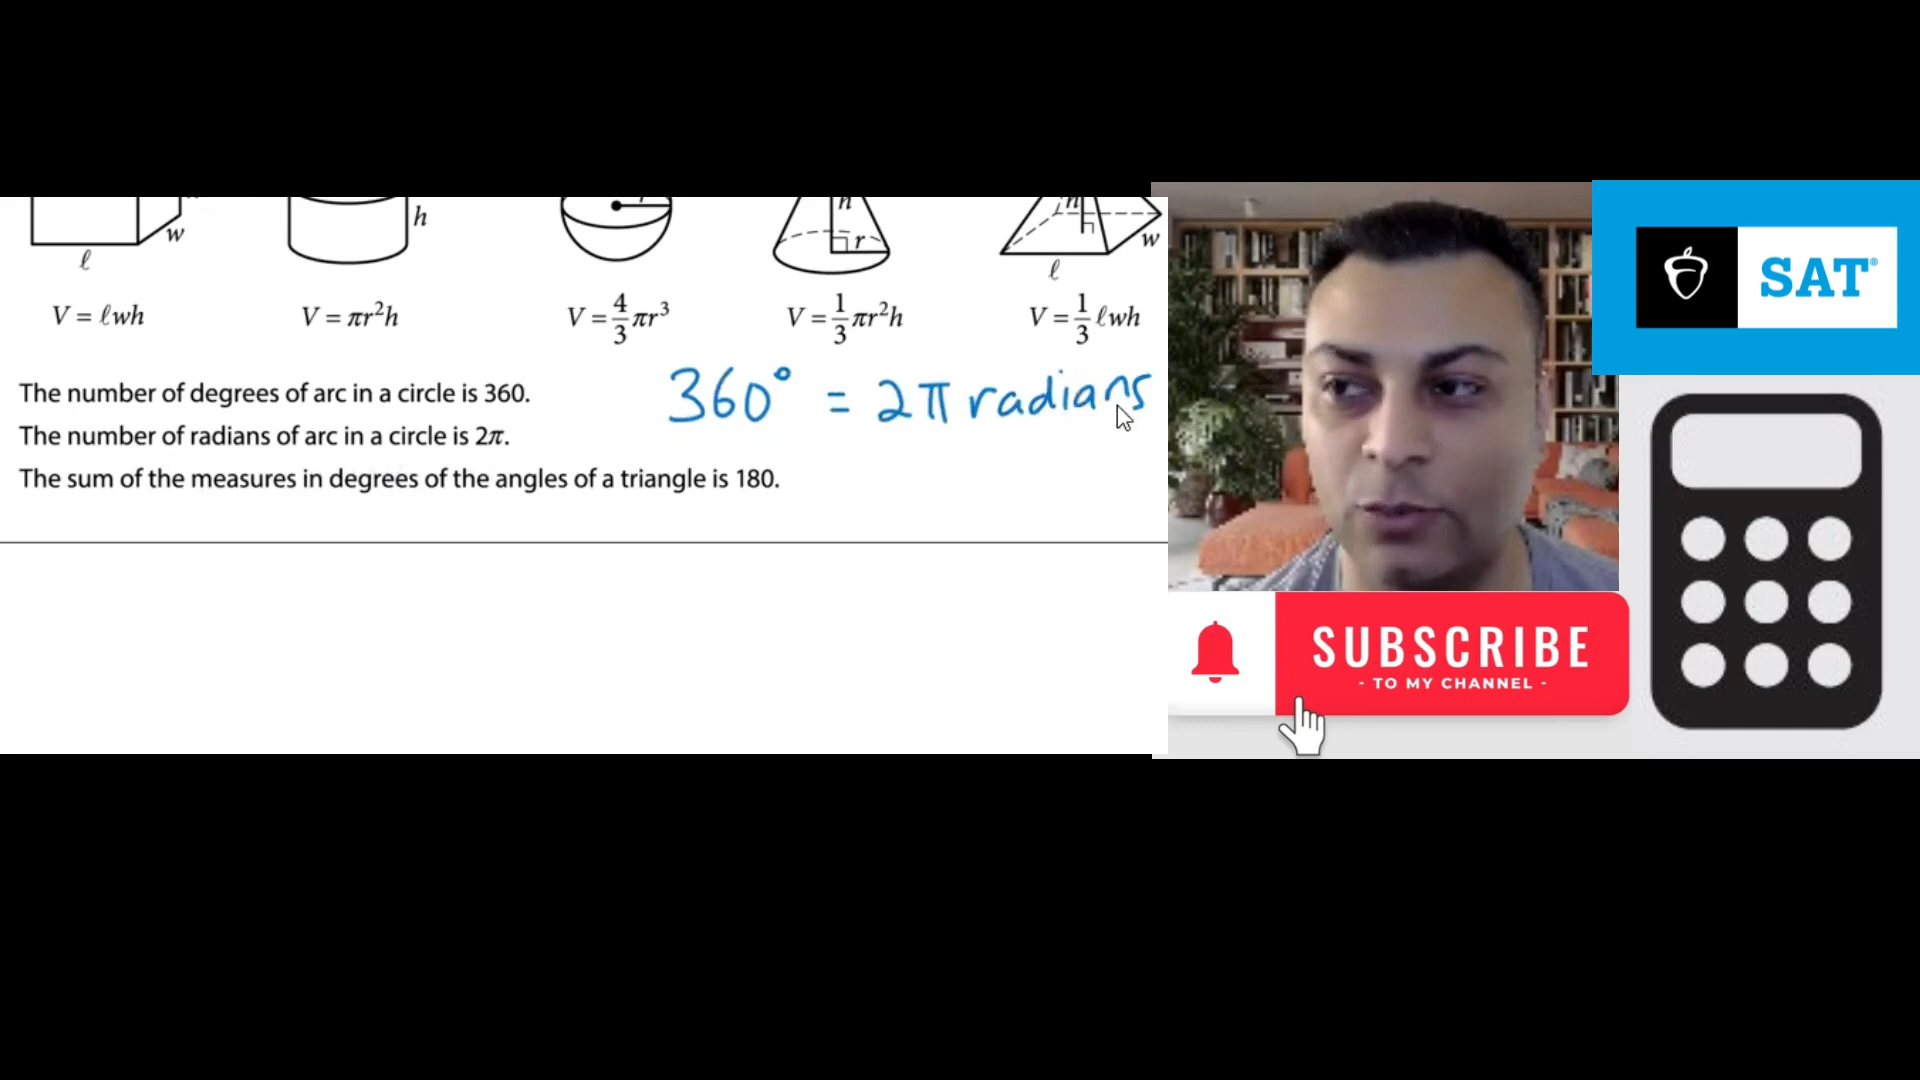 w
h
r
h
r
h
w
ℓ
ℓ
V = ℓwh
V = πr²h
V = 4/3 πr³
V = 1/3 πr²h
V = 1/3 ℓwh
The number of degrees of arc in a circle is 360.
360° = 2π radians
The number of radians of arc in a circle is 2π.
The sum of the measures in degrees of the angles of a triangle is 180.
SAT®
SUBSCRIBE
- TO MY CHANNEL -